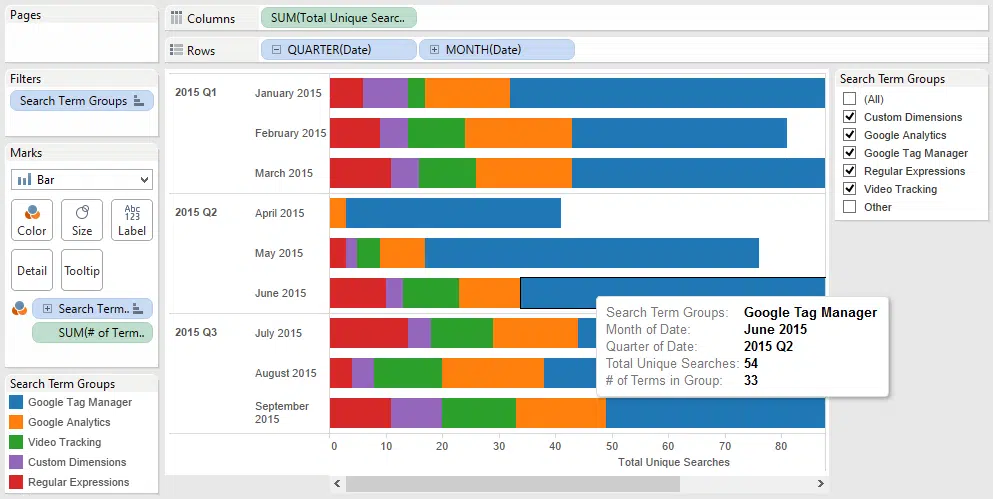 Pages
Columns
SUM(Total Unique Searc..
Rows
QUARTER(Date)
MONTH(Date)
Filters
Search Term Groups
Marks
Bar
Color
Size
Abc
123
Label
Detail
Tooltip
Search Term..
SUM(# of Term..
Search Term Groups
Google Tag Manager
Google Analytics
Video Tracking
Custom Dimensions
Regular Expressions
2015 Q1
January 2015
February 2015
March 2015
2015 Q2
April 2015
May 2015
June 2015
2015 Q3
July 2015
August 2015
September
2015
0 10 20 30 40 50 60 70 80
Total Unique Searches
Search Term Groups: Google Tag Manager
Month of Date: June 2015
Quarter of Date: 2015 Q2
Total Unique Searches: 54
# of Terms in Group: 33
Search Term Groups
(All)
Custom Dimensions
Google Analytics
Google Tag Manager
Regular Expressions
Video Tracking
Other